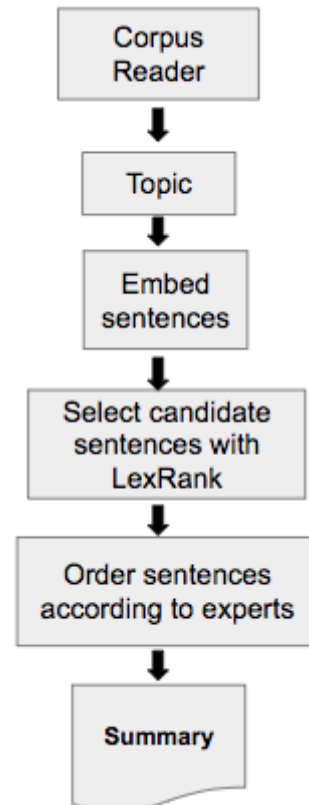 Corpus
Reader
Topic
Embed
sentences
Select candidate
sentences with
LexRank
Order sentences
according to experts
Summary